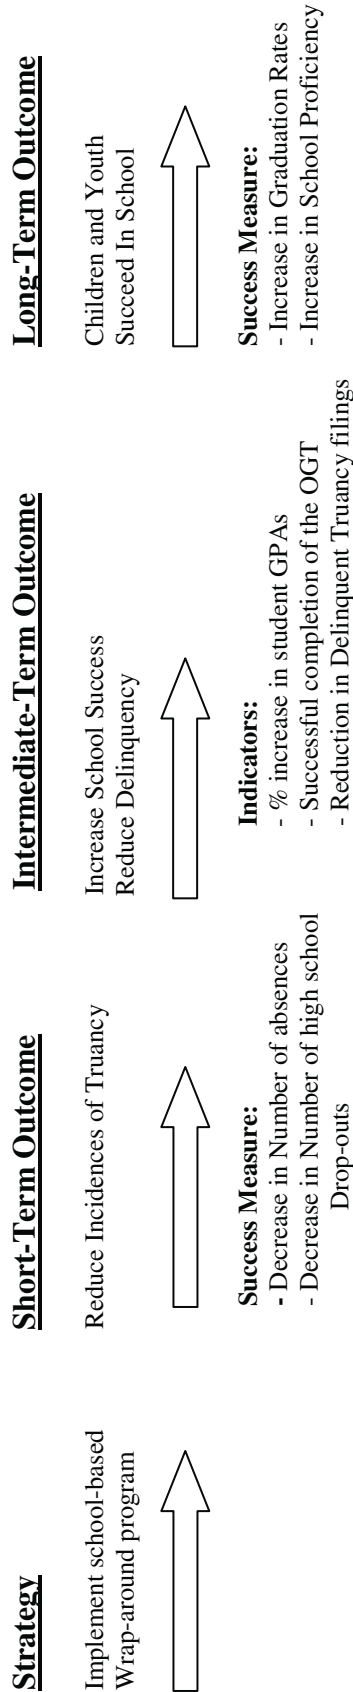 Strategy
Implement school-based
Wrap-around program
Short-Term Outcome
Reduce Incidences of Truancy
Success Measure:
- Decrease in Number of absences
- Decrease in Number of high school
Drop-outs
Intermediate-Term Outcome
Increase School Success
Reduce Delinquency
Indicators:
- % increase in student GPAs
- Successful completion of the OGT
- Reduction in Delinquent Truancy filings
Long-Term Outcome
Children and Youth
Succeed In School
Success Measure:
- Increase in Graduation Rates
- Increase in School Proficiency